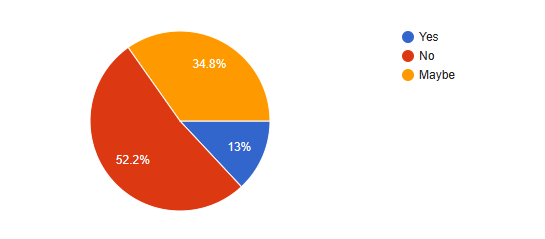 Yes
No
Maybe
34.8%
13%
52.2%